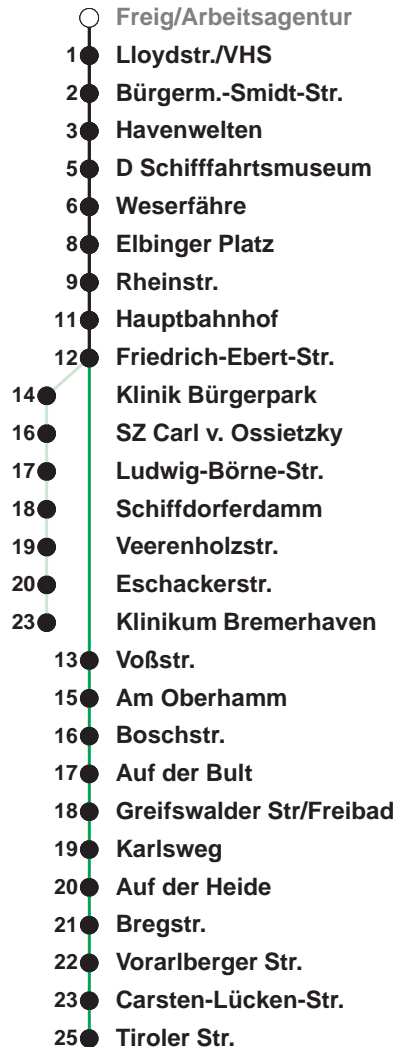 Freig/Arbeitsagentur
1 Lloydstr./VHS
2 Bürgerm.-Smidt-Str.
3 Havenwelten
5 D Schifffahrtsmuseum
6 Weserfähre
8 Elbinger Platz
9 Rheinstr.
11 Hauptbahnhof
12 Friedrich-Ebert-Str.
14 Klinik Bürgerpark
16 SZ Carl v. Ossietzky
17 Ludwig-Börne-Str.
18 Schiffdorferdamm
19 Veerenholzstr.
20 Eschackerstr.
23 Klinikum Bremerhaven
13 Voßstr.
15 Am Oberhamm
16 Boschstr.
17 Auf der Bult
18 Greifswalder Str/Freibad
19 Karlsweg
20 Auf der Heide
21 Bregstr.
22 Vorarlberger Str.
23 Carsten-Lücken-Str.
25 Tiroler Str.